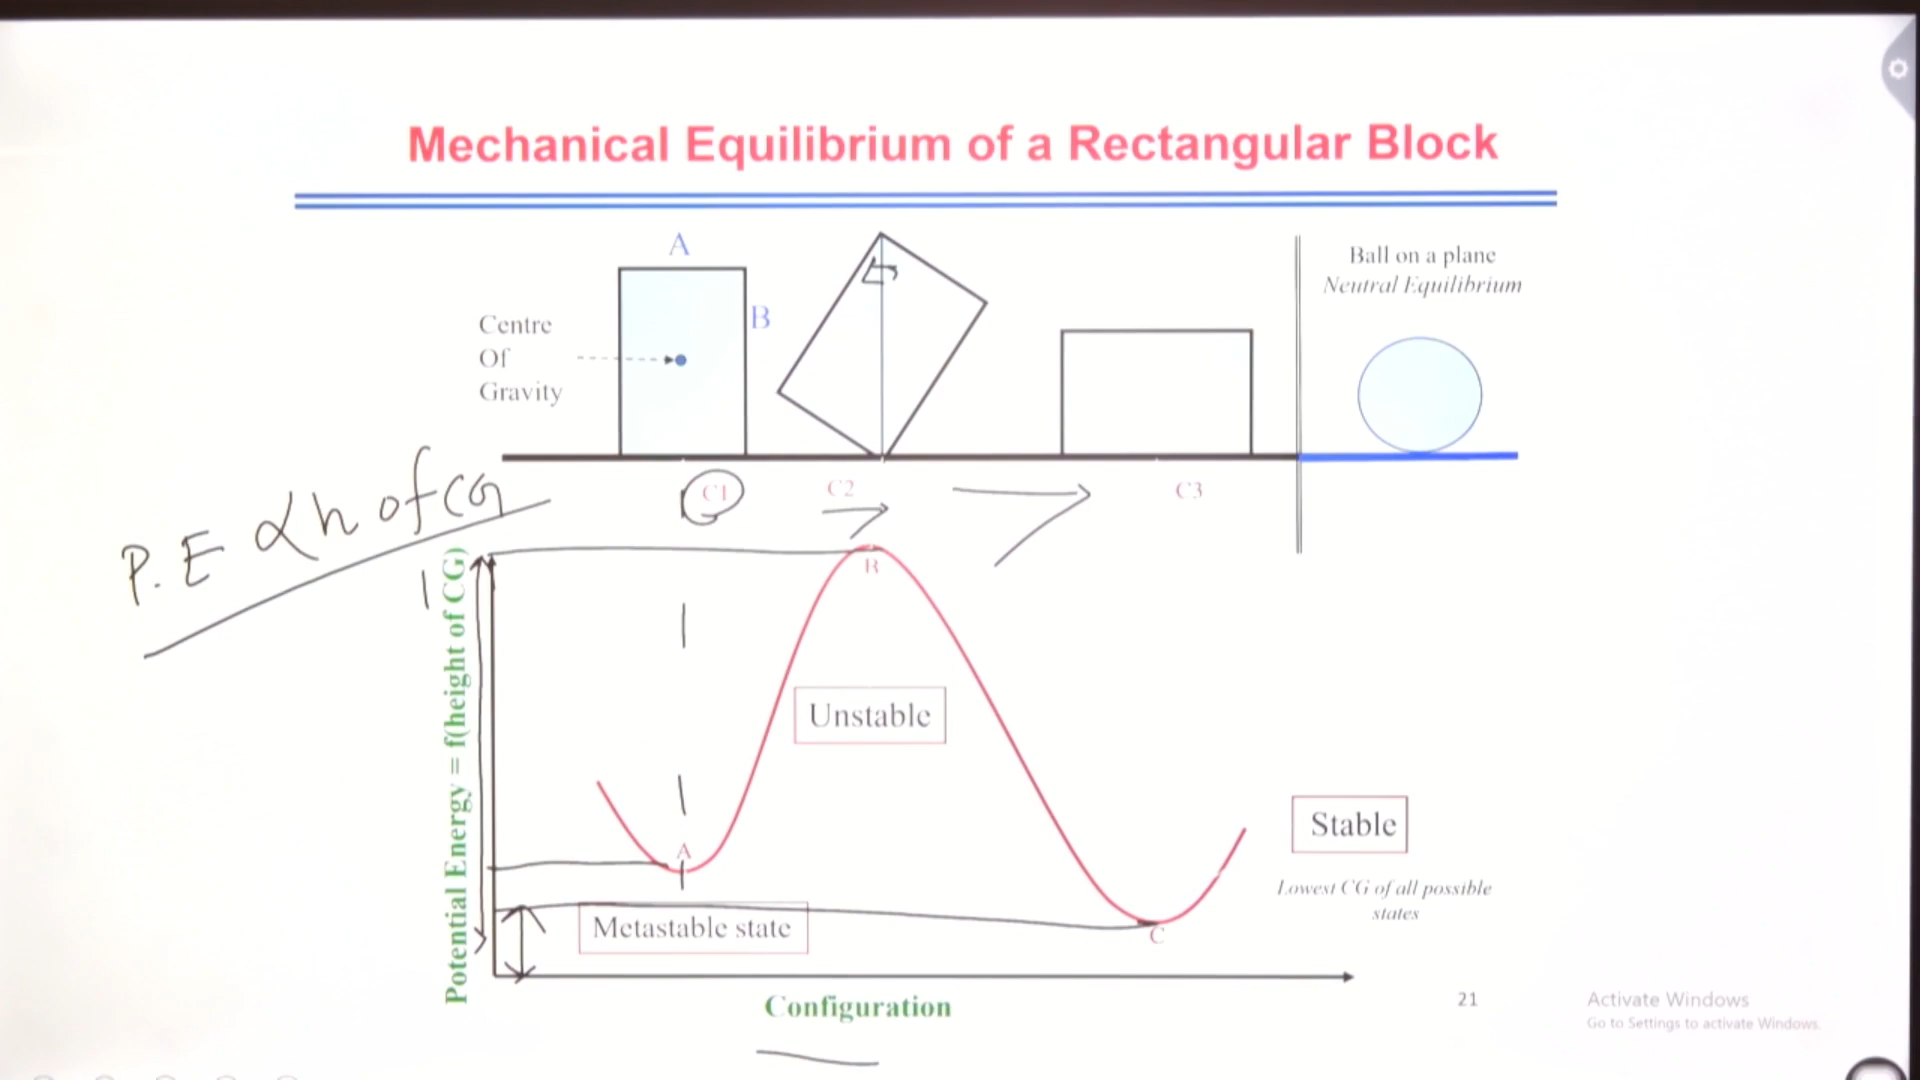 Mechanical Equilibrium of a Rectangular Block
A
B
Centre
Of
Gravity
Ball on a plane
Neutral Equilibrium
C1
C2
C3
P.E α h of CG
Potential Energy = f(height of CG)
B
Unstable
A
Metastable state
C
Stable
Lowest CG of all possible
states
Configuration
21
Activate Windows
Go to Settings to activate Windows.